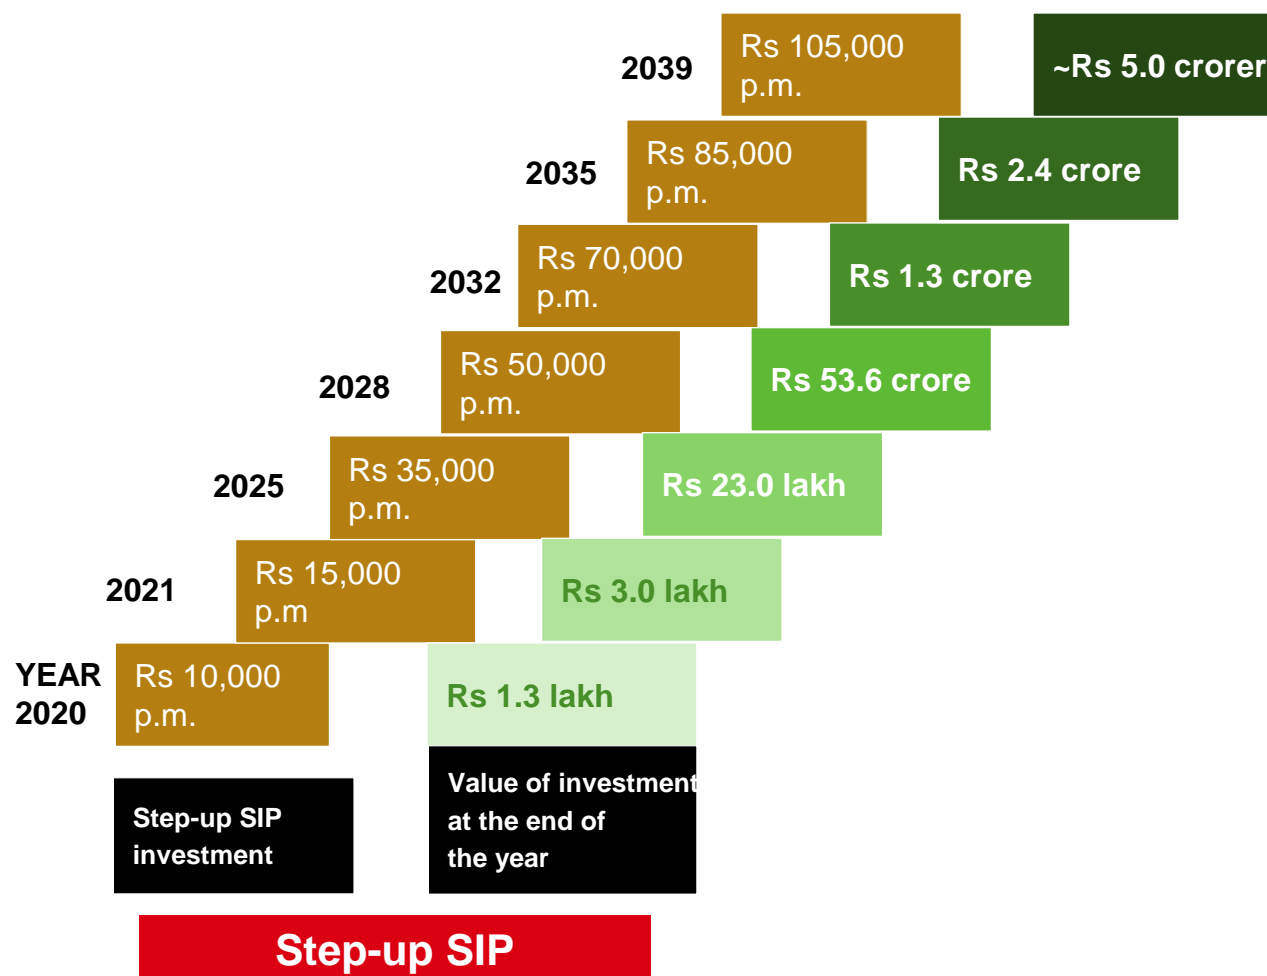 2039
Rs 105,000
p.m.
~Rs 5.0 crorer
2035
Rs 85,000
p.m.
Rs 2.4 crore
2032
Rs 70,000
p.m.
Rs 1.3 crore
2028
Rs 50,000
p.m.
Rs 53.6 crore
2025
Rs 35,000
p.m.
Rs 23.0 lakh
2021
Rs 15,000
p.m
Rs 3.0 lakh
YEAR
2020
Rs 10,000
p.m.
Rs 1.3 lakh
Step-up SIP
investment
Value of investment
at the end of
the year
Step-up SIP